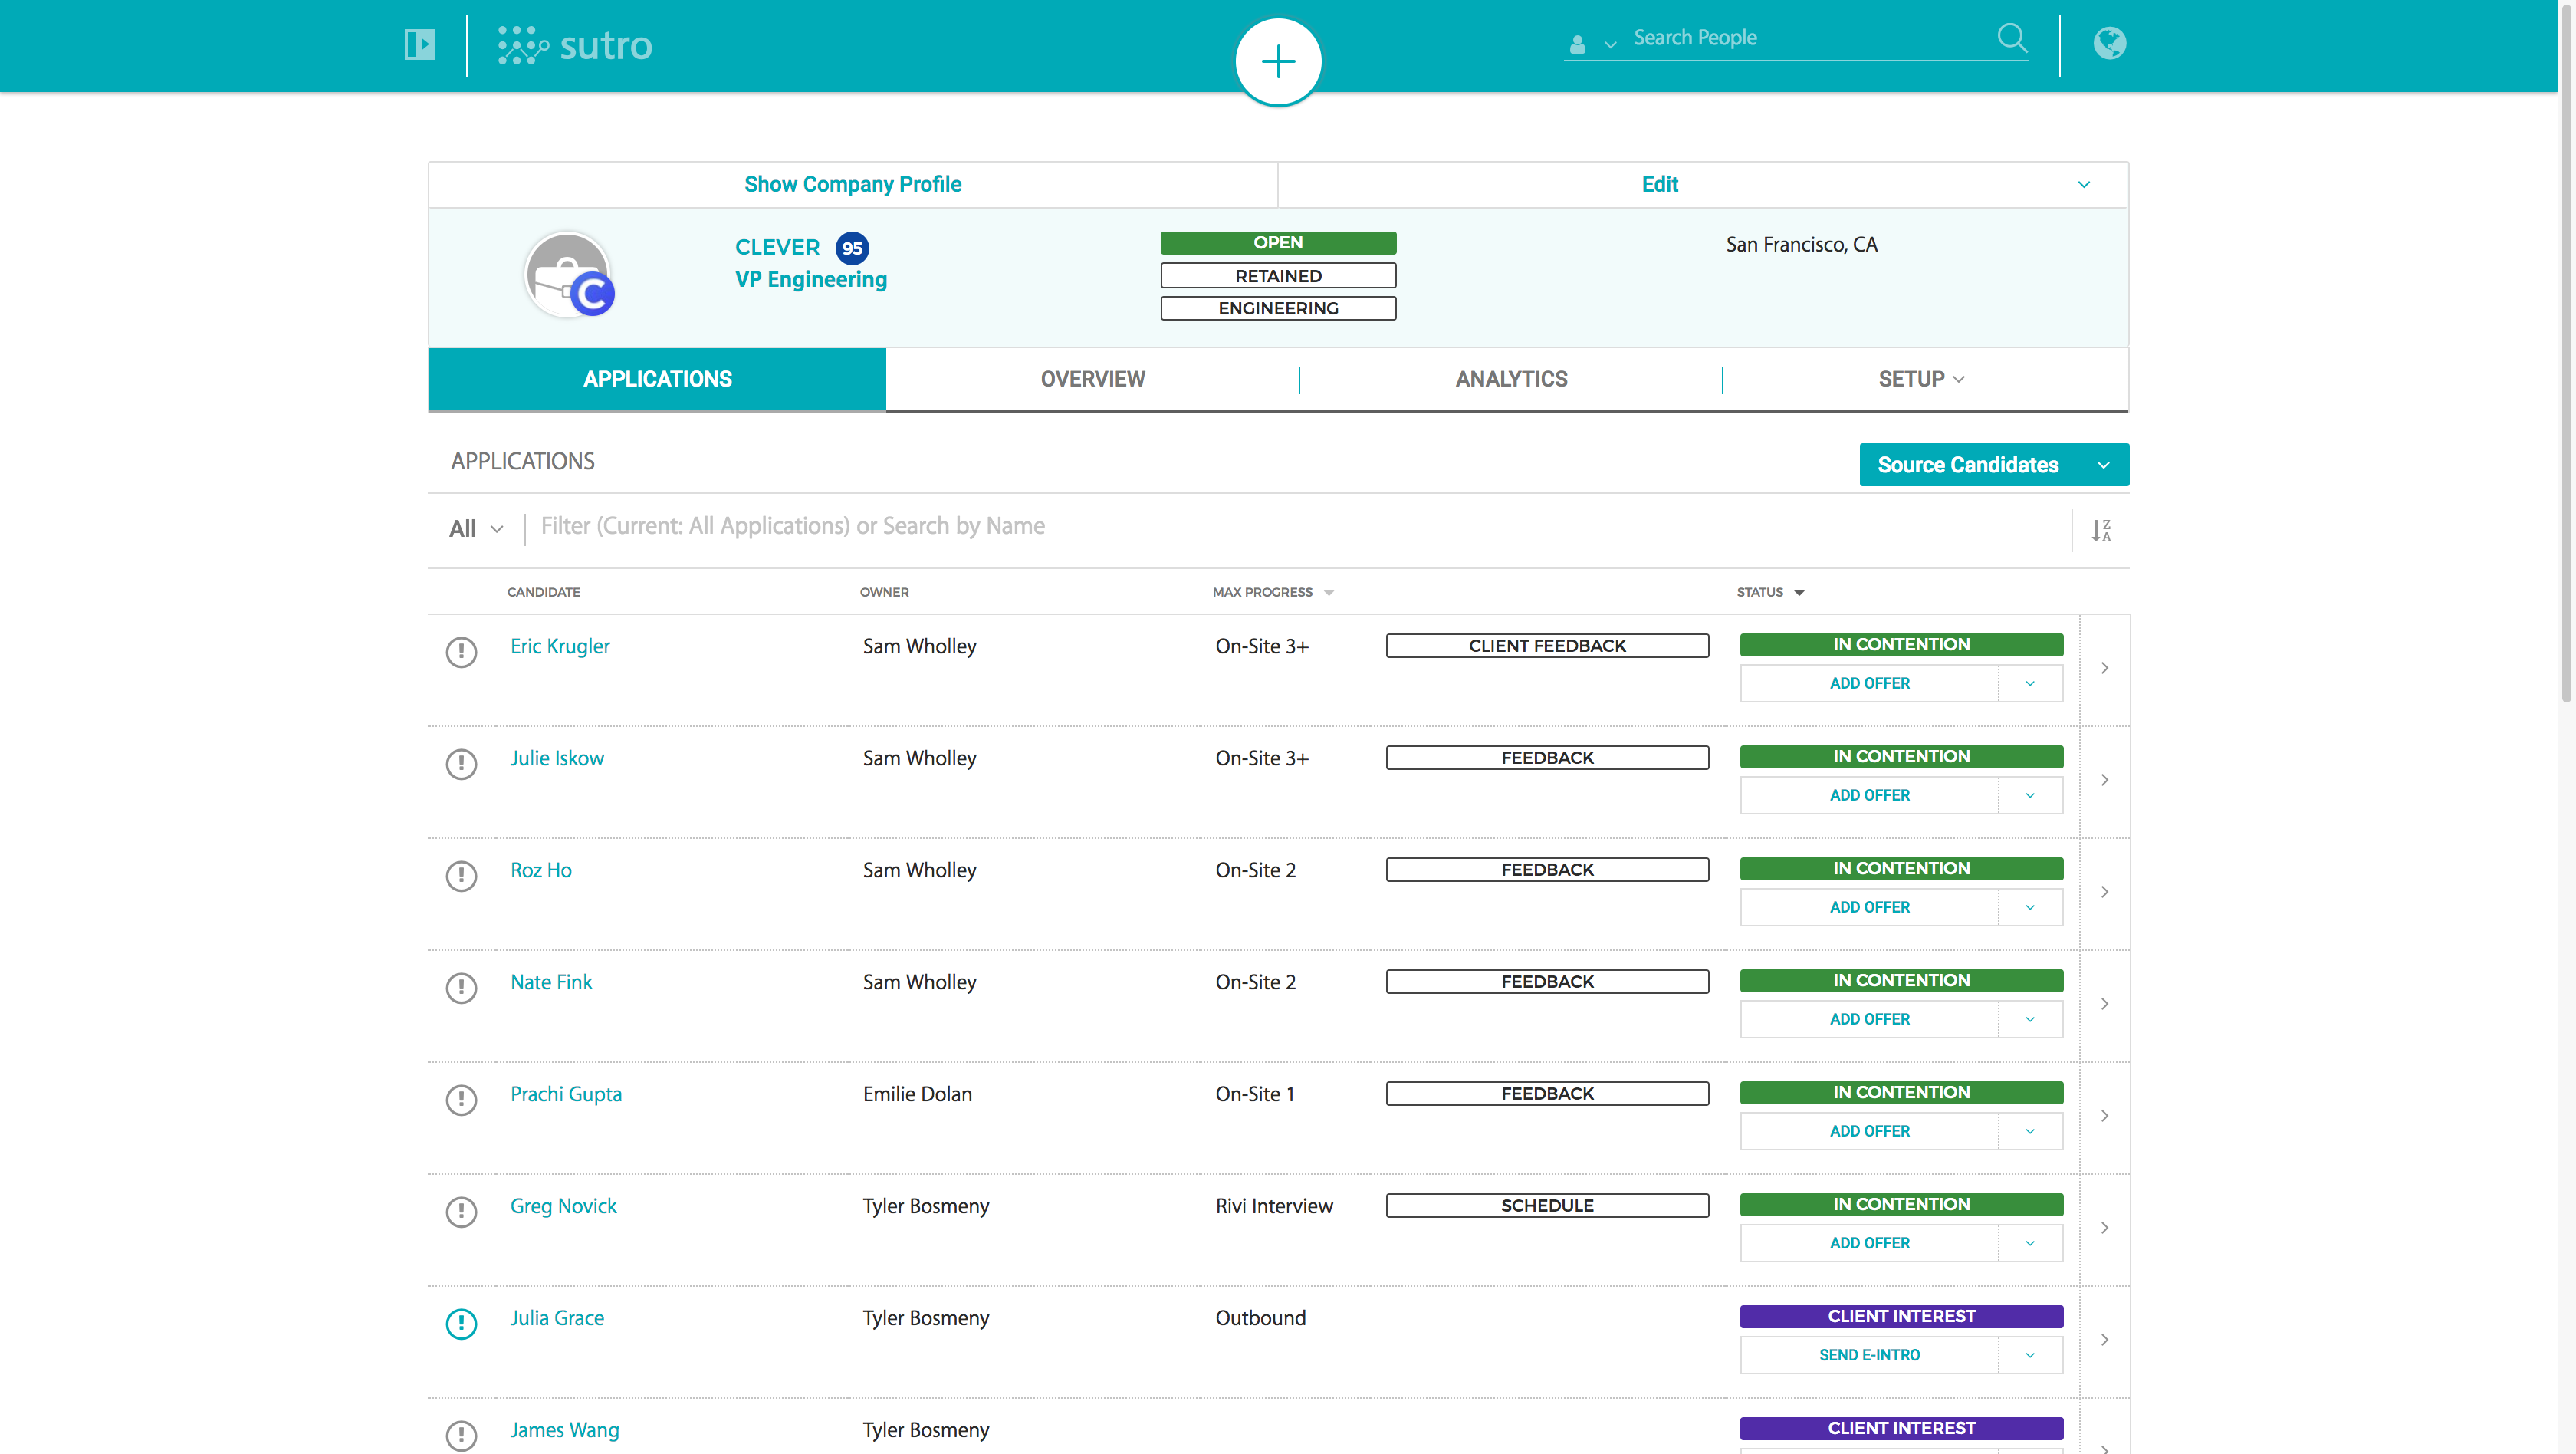 sutro
Search People
Show Company Profile
Edit
CLEVER 95
VP Engineering
OPEN
RETAINED
ENGINEERING
San Francisco, CA
APPLICATIONS
OVERVIEW
ANALYTICS
SETUP
APPLICATIONS
Source Candidates
All
Filter (Current: All Applications) or Search by Name
Z
A
CANDIDATE OWNER MAX PROGRESS STATUS
Eric Krugler Sam Wholley On-Site 3+ CLIENT FEEDBACK IN CONTENTION
ADD OFFER
Julie Iskow Sam Wholley On-Site 3+ FEEDBACK IN CONTENTION
ADD OFFER
Roz Ho Sam Wholley On-Site 2 FEEDBACK IN CONTENTION
ADD OFFER
Nate Fink Sam Wholley On-Site 2 FEEDBACK IN CONTENTION
ADD OFFER
Prachi Gupta Emilie Dolan On-Site 1 FEEDBACK IN CONTENTION
ADD OFFER
Greg Novick Tyler Bosmeny Rivi Interview SCHEDULE IN CONTENTION
ADD OFFER
Julia Grace Tyler Bosmeny Outbound CLIENT INTEREST
SEND E-INTRO
James Wang Tyler Bosmeny CLIENT INTEREST